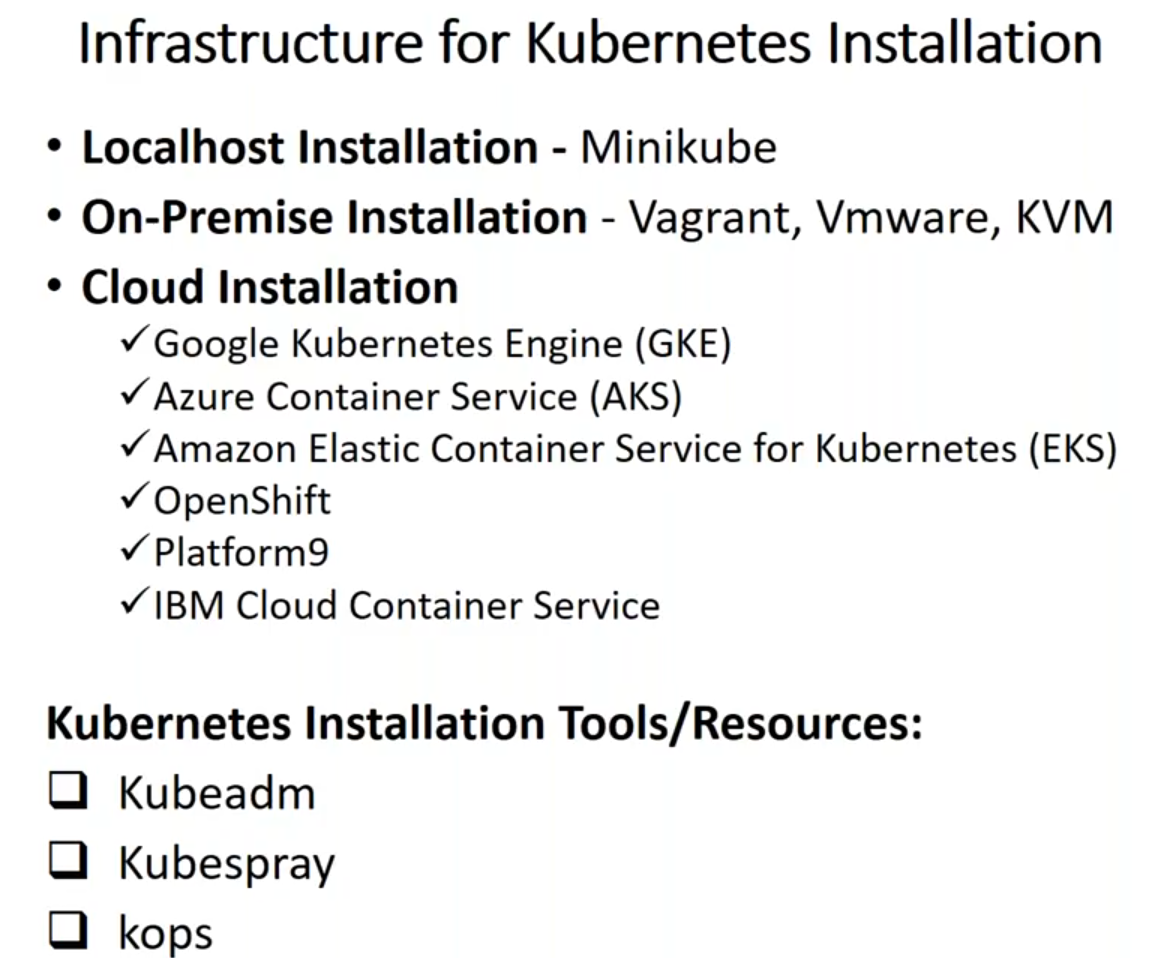 Infrastructure for Kubernetes Installation
• Localhost Installation - Minikube
• On-Premise Installation - Vagrant, Vmware, KVM
• Cloud Installation
✓Google Kubernetes Engine (GKE)
✓Azure Container Service (AKS)
✓Amazon Elastic Container Service for Kubernetes (EKS)
✓OpenShift
✓Platform9
✓IBM Cloud Container Service
Kubernetes Installation Tools/Resources:
❑ Kubeadm
❑ Kubespray
❑ kops